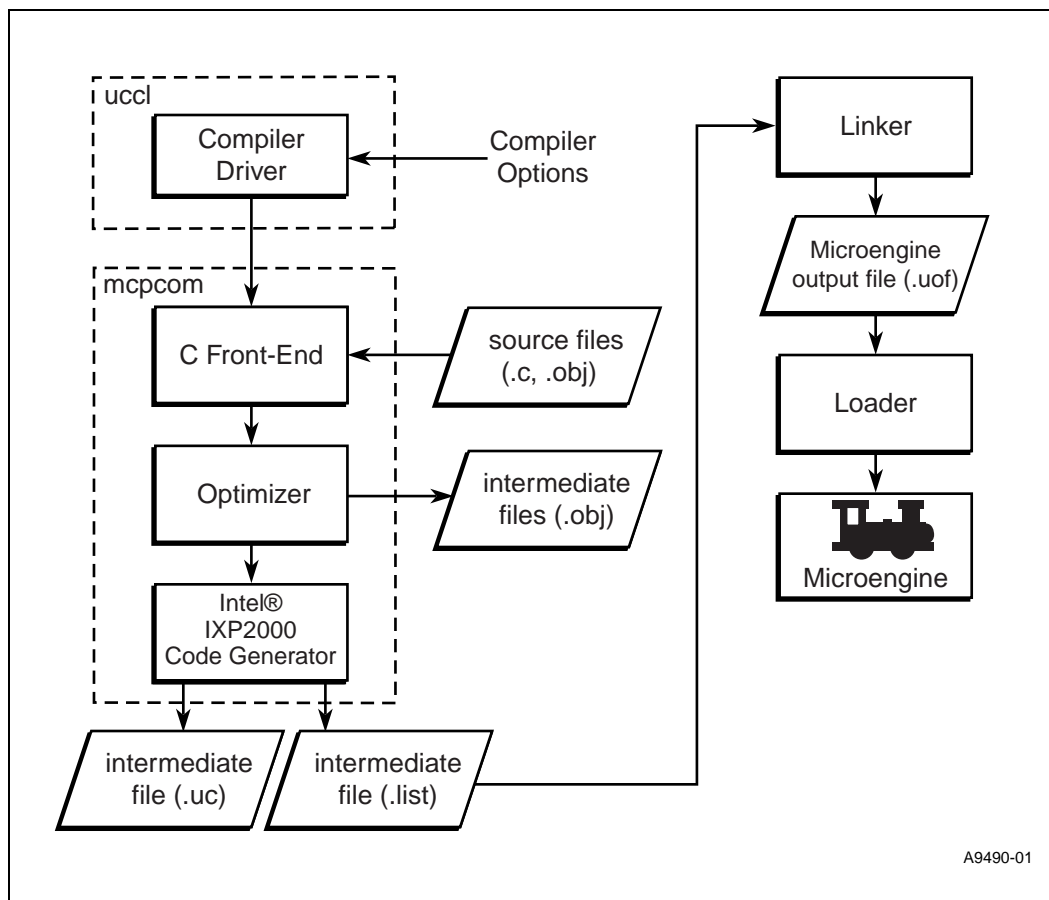 uccl
Compiler
Driver
Compiler
Options
mcpcom
C Front-End
source files
(.c, .obj)
Optimizer
intermediate
files (.obj)
Intel®
IXP2000
Code Generator
intermediate
file (.uc)
intermediate
file (.list)
Linker
Microengine
output file (.uof)
Loader
Microengine
A9490-01